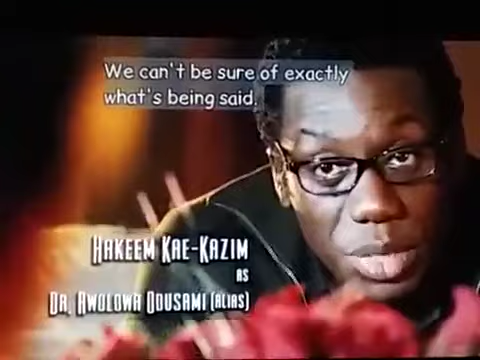 We can't be sure of exactly
what's being said.
HAKEEM KAE-KAZIM
AS
DR. AWOLOWA ODUSAMI (ALIAS)